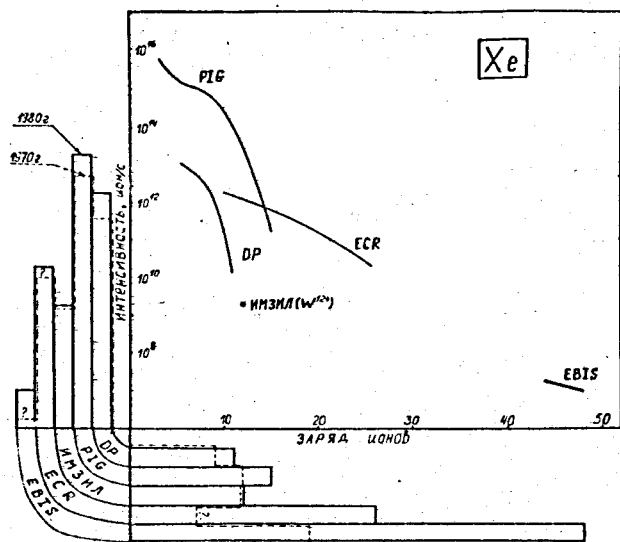 Xe
10¹⁶
PIG
1980г
10¹⁴
1970г
ИНТЕНСИВНОСТЬ, ион/с
10¹²
ECR
DP
10¹⁰
?
ИМЗИЛ (W¹²⁺)
10⁸
EBIS
?
10 20 30 40 50
ЗАРЯД ИОНОВ
DP
PIG
ИМЗИЛ
ECR
EBIS
?